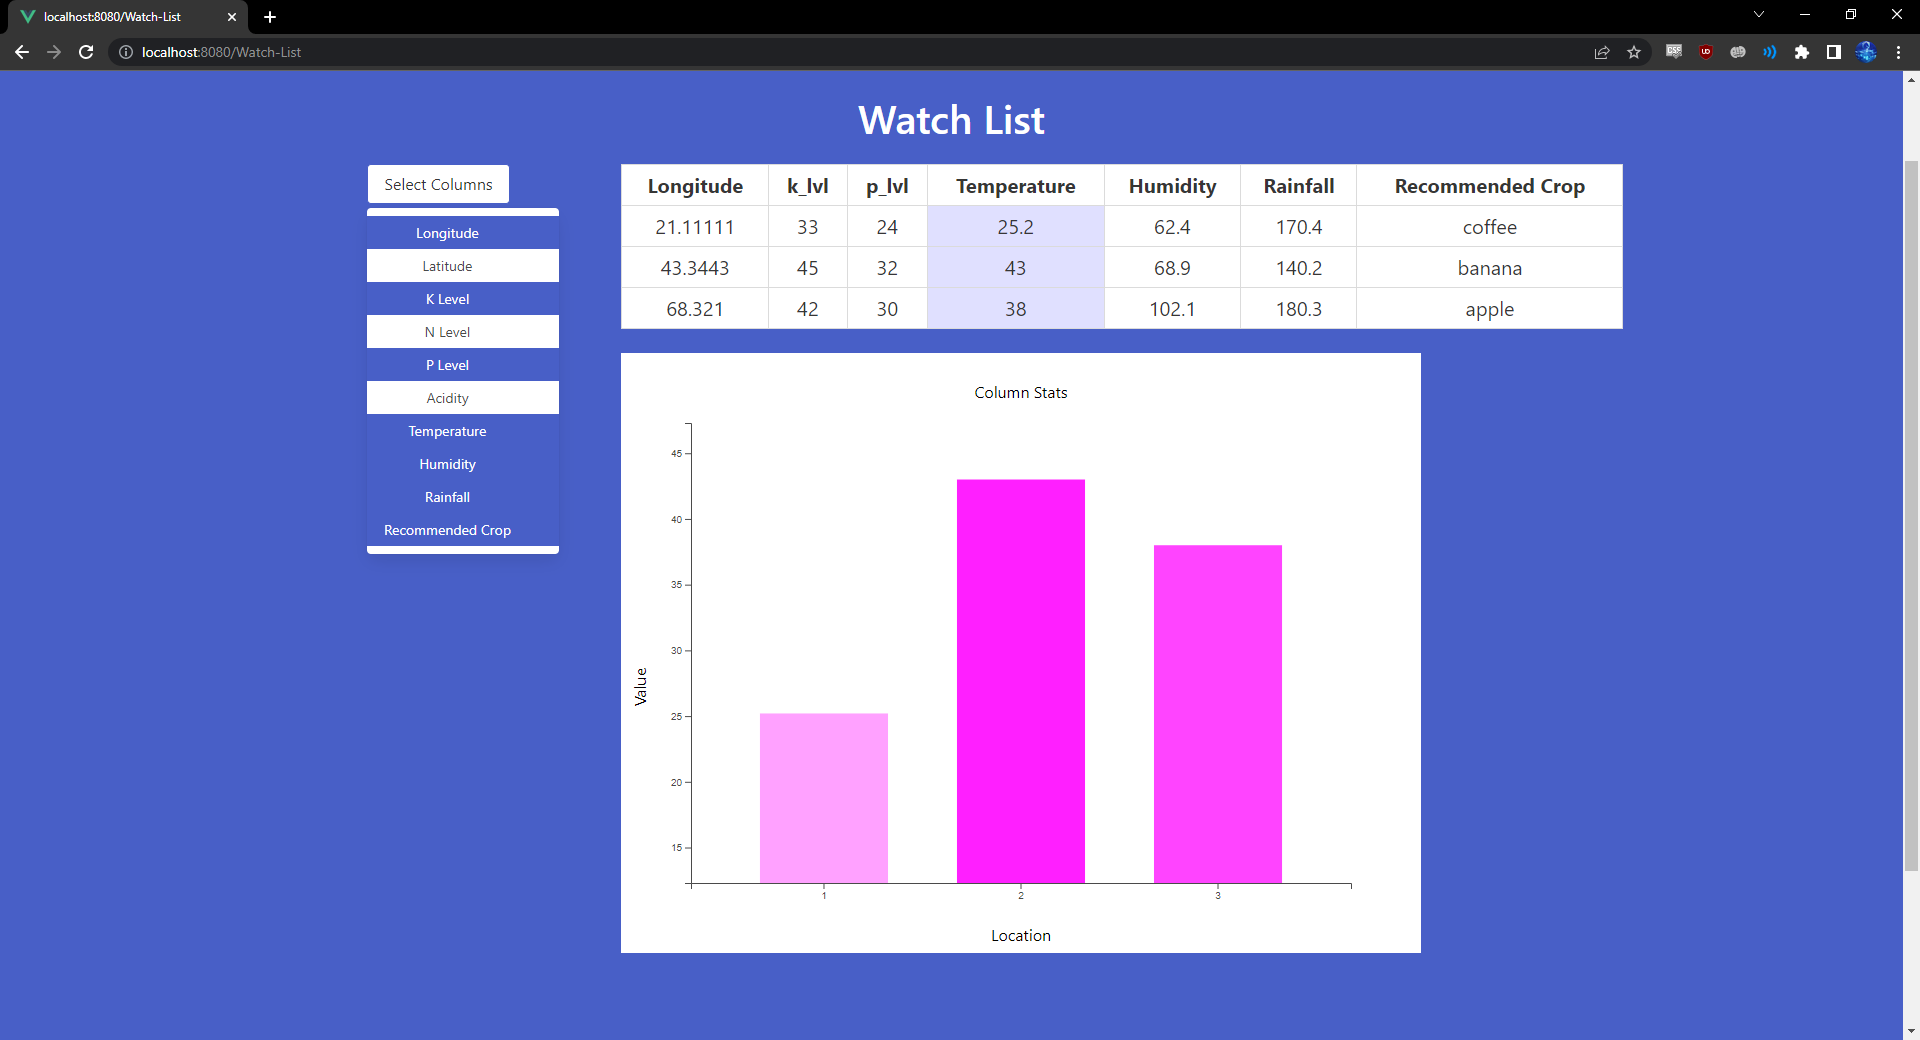 localhost:8080/Watch-List
localhost:8080/Watch-List
Watch List
Select Columns
Longitude
Latitude
K Level
N Level
P Level
Acidity
Temperature
Humidity
Rainfall
Recommended Crop
Longitude k_lvl p_lvl Temperature Humidity Rainfall Recommended Crop
21.11111 33 24 25.2 62.4 170.4 coffee
43.3443 45 32 43 68.9 140.2 banana
68.321 42 30 38 102.1 180.3 apple
Column Stats
45
40
35
30
25
20
15
Value
1 2 3
Location